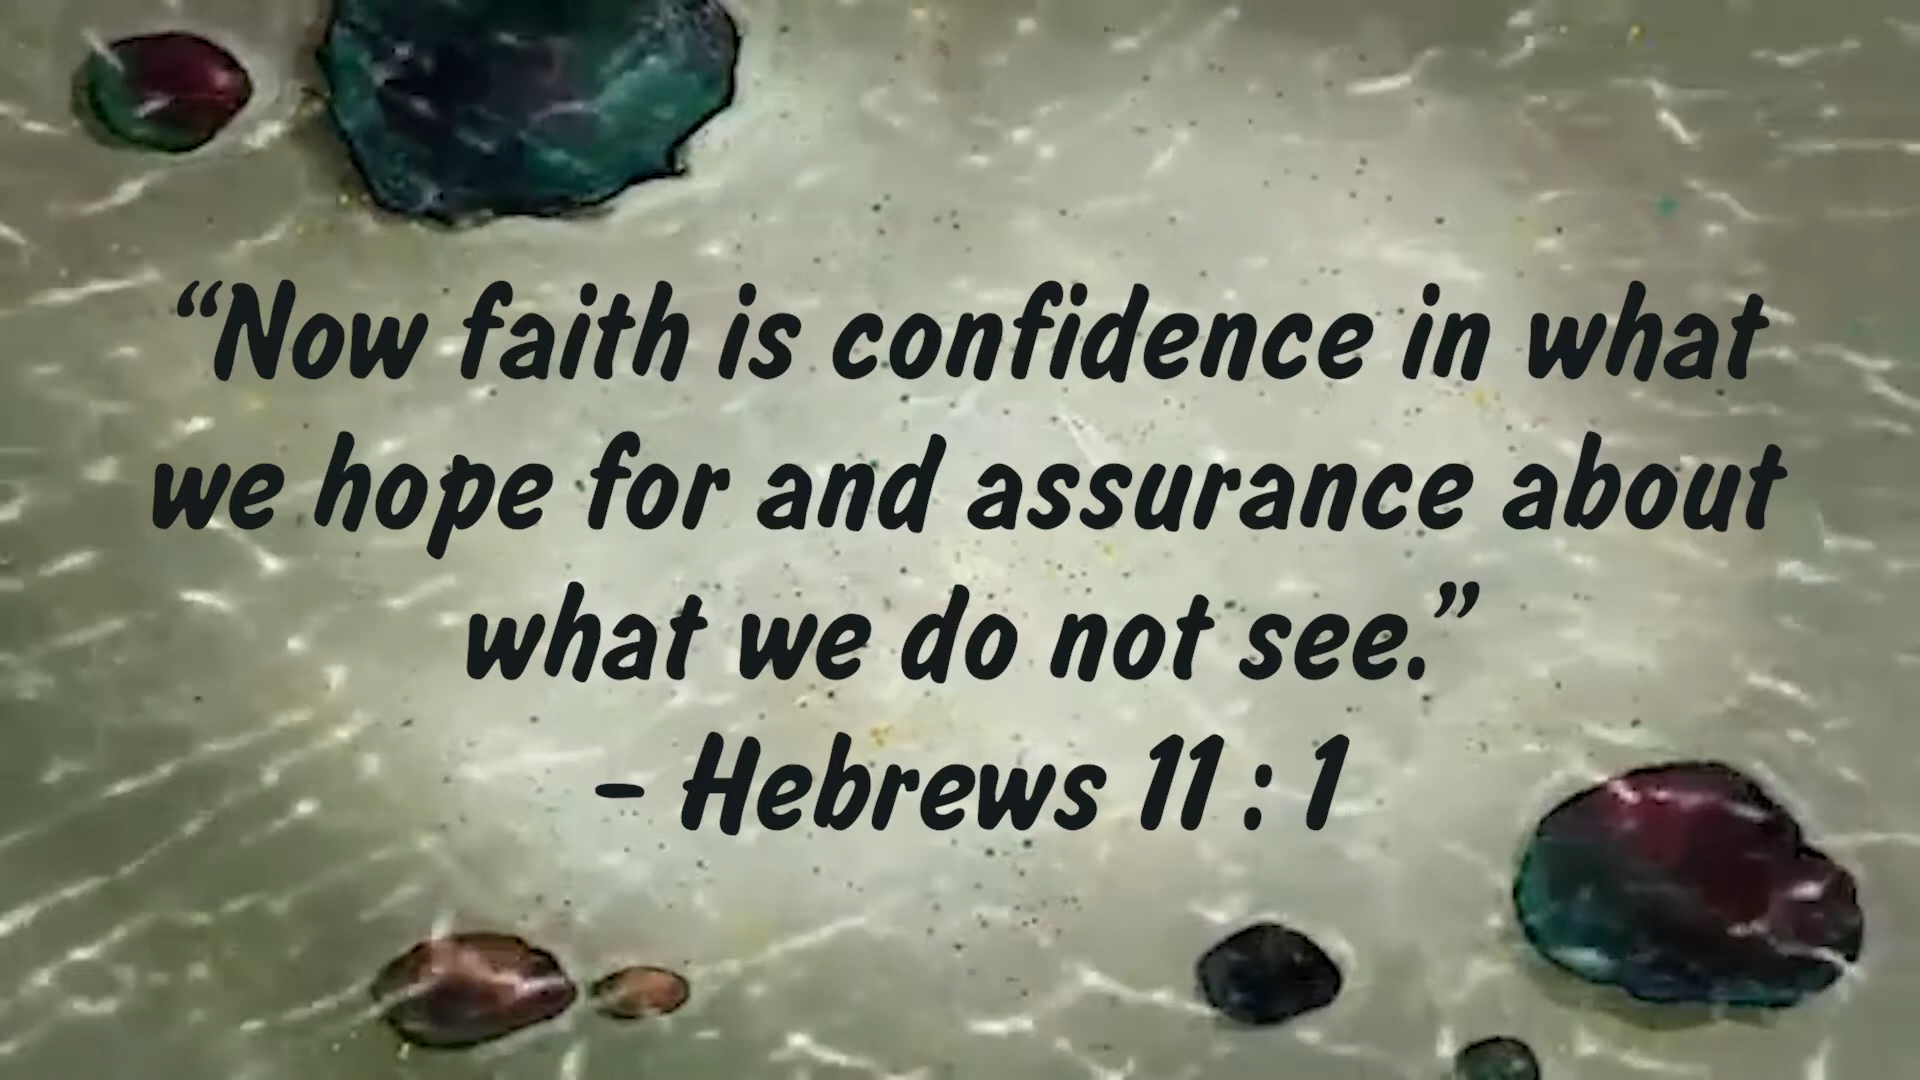 “Now faith is confidence in what
we hope for and assurance about
what we do not see.”
- Hebrews 11 : 1